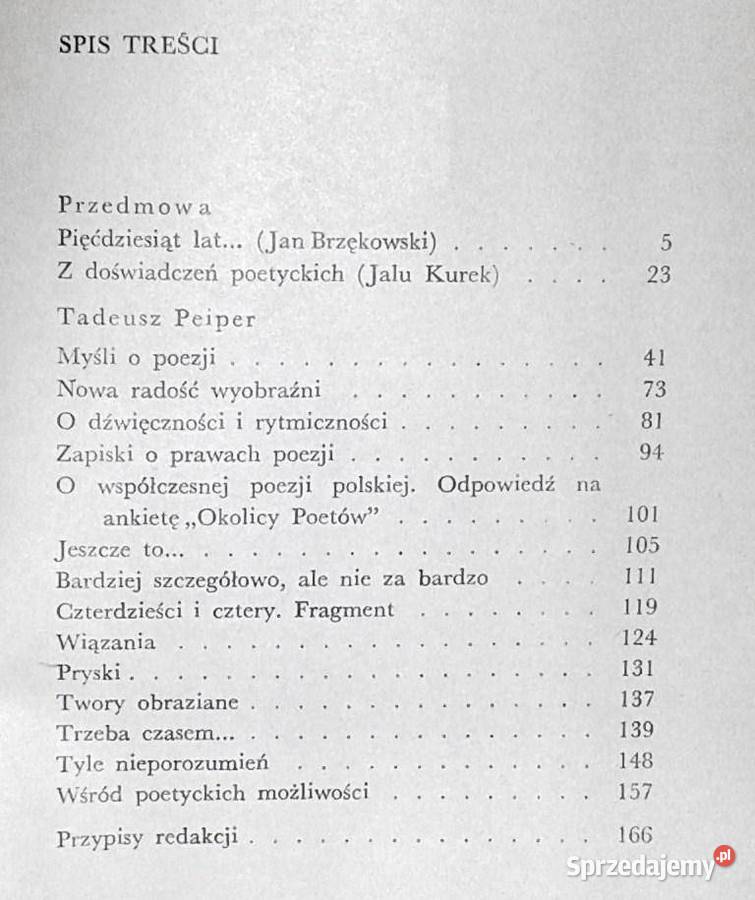 SPIS TREŚCI
Przedmowa
Pięćdziesiąt lat... (Jan Brzękowski) . . . . . . . 5
Z doświadczeń poetyckich (Jalu Kurek) . . . . 23
Tadeusz Peiper
Myśli o poezji . . . . . . . . . . . . . . . . 41
Nowa radość wyobraźni . . . . . . . . . . . 73
O dźwięczności i rytmiczności . . . . . . . . . 81
Zapiski o prawach poezji . . . . . . . . . . . 94
O współczesnej poezji polskiej. Odpowiedź na
ankietę „Okolicy Poetów” . . . . . . . . . 101
Jeszcze to... . . . . . . . . . . . . . . . . 105
Bardziej szczegółowo, ale nie za bardzo . . . . 111
Czterdzieści i cztery. Fragment . . . . . . . . 119
Wiązania . . . . . . . . . . . . . . . . . 124
Pryski . . . . . . . . . . . . . . . . . . . 131
Twory obraziane . . . . . . . . . . . . . . 137
Trzeba czasem... . . . . . . . . . . . . . . 139
Tyle nieporozumień . . . . . . . . . . . . 148
Wśród poetyckich możliwości . . . . . . . . . 157
Przypisy redakcji . . . . . . . . . . . . . . 166
Sprzedajemy.pl